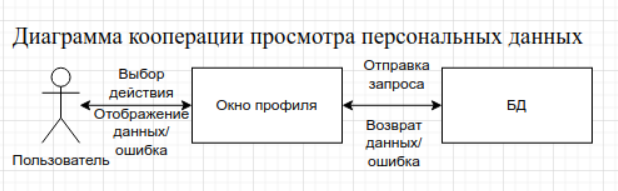 Диаграмма кооперации просмотра персональных данных
Выбор
действия
Отображение
данных/
ошибка
Пользователь
Окно профиля
Отправка
запроса
Возврат
данных/
ошибка
БД